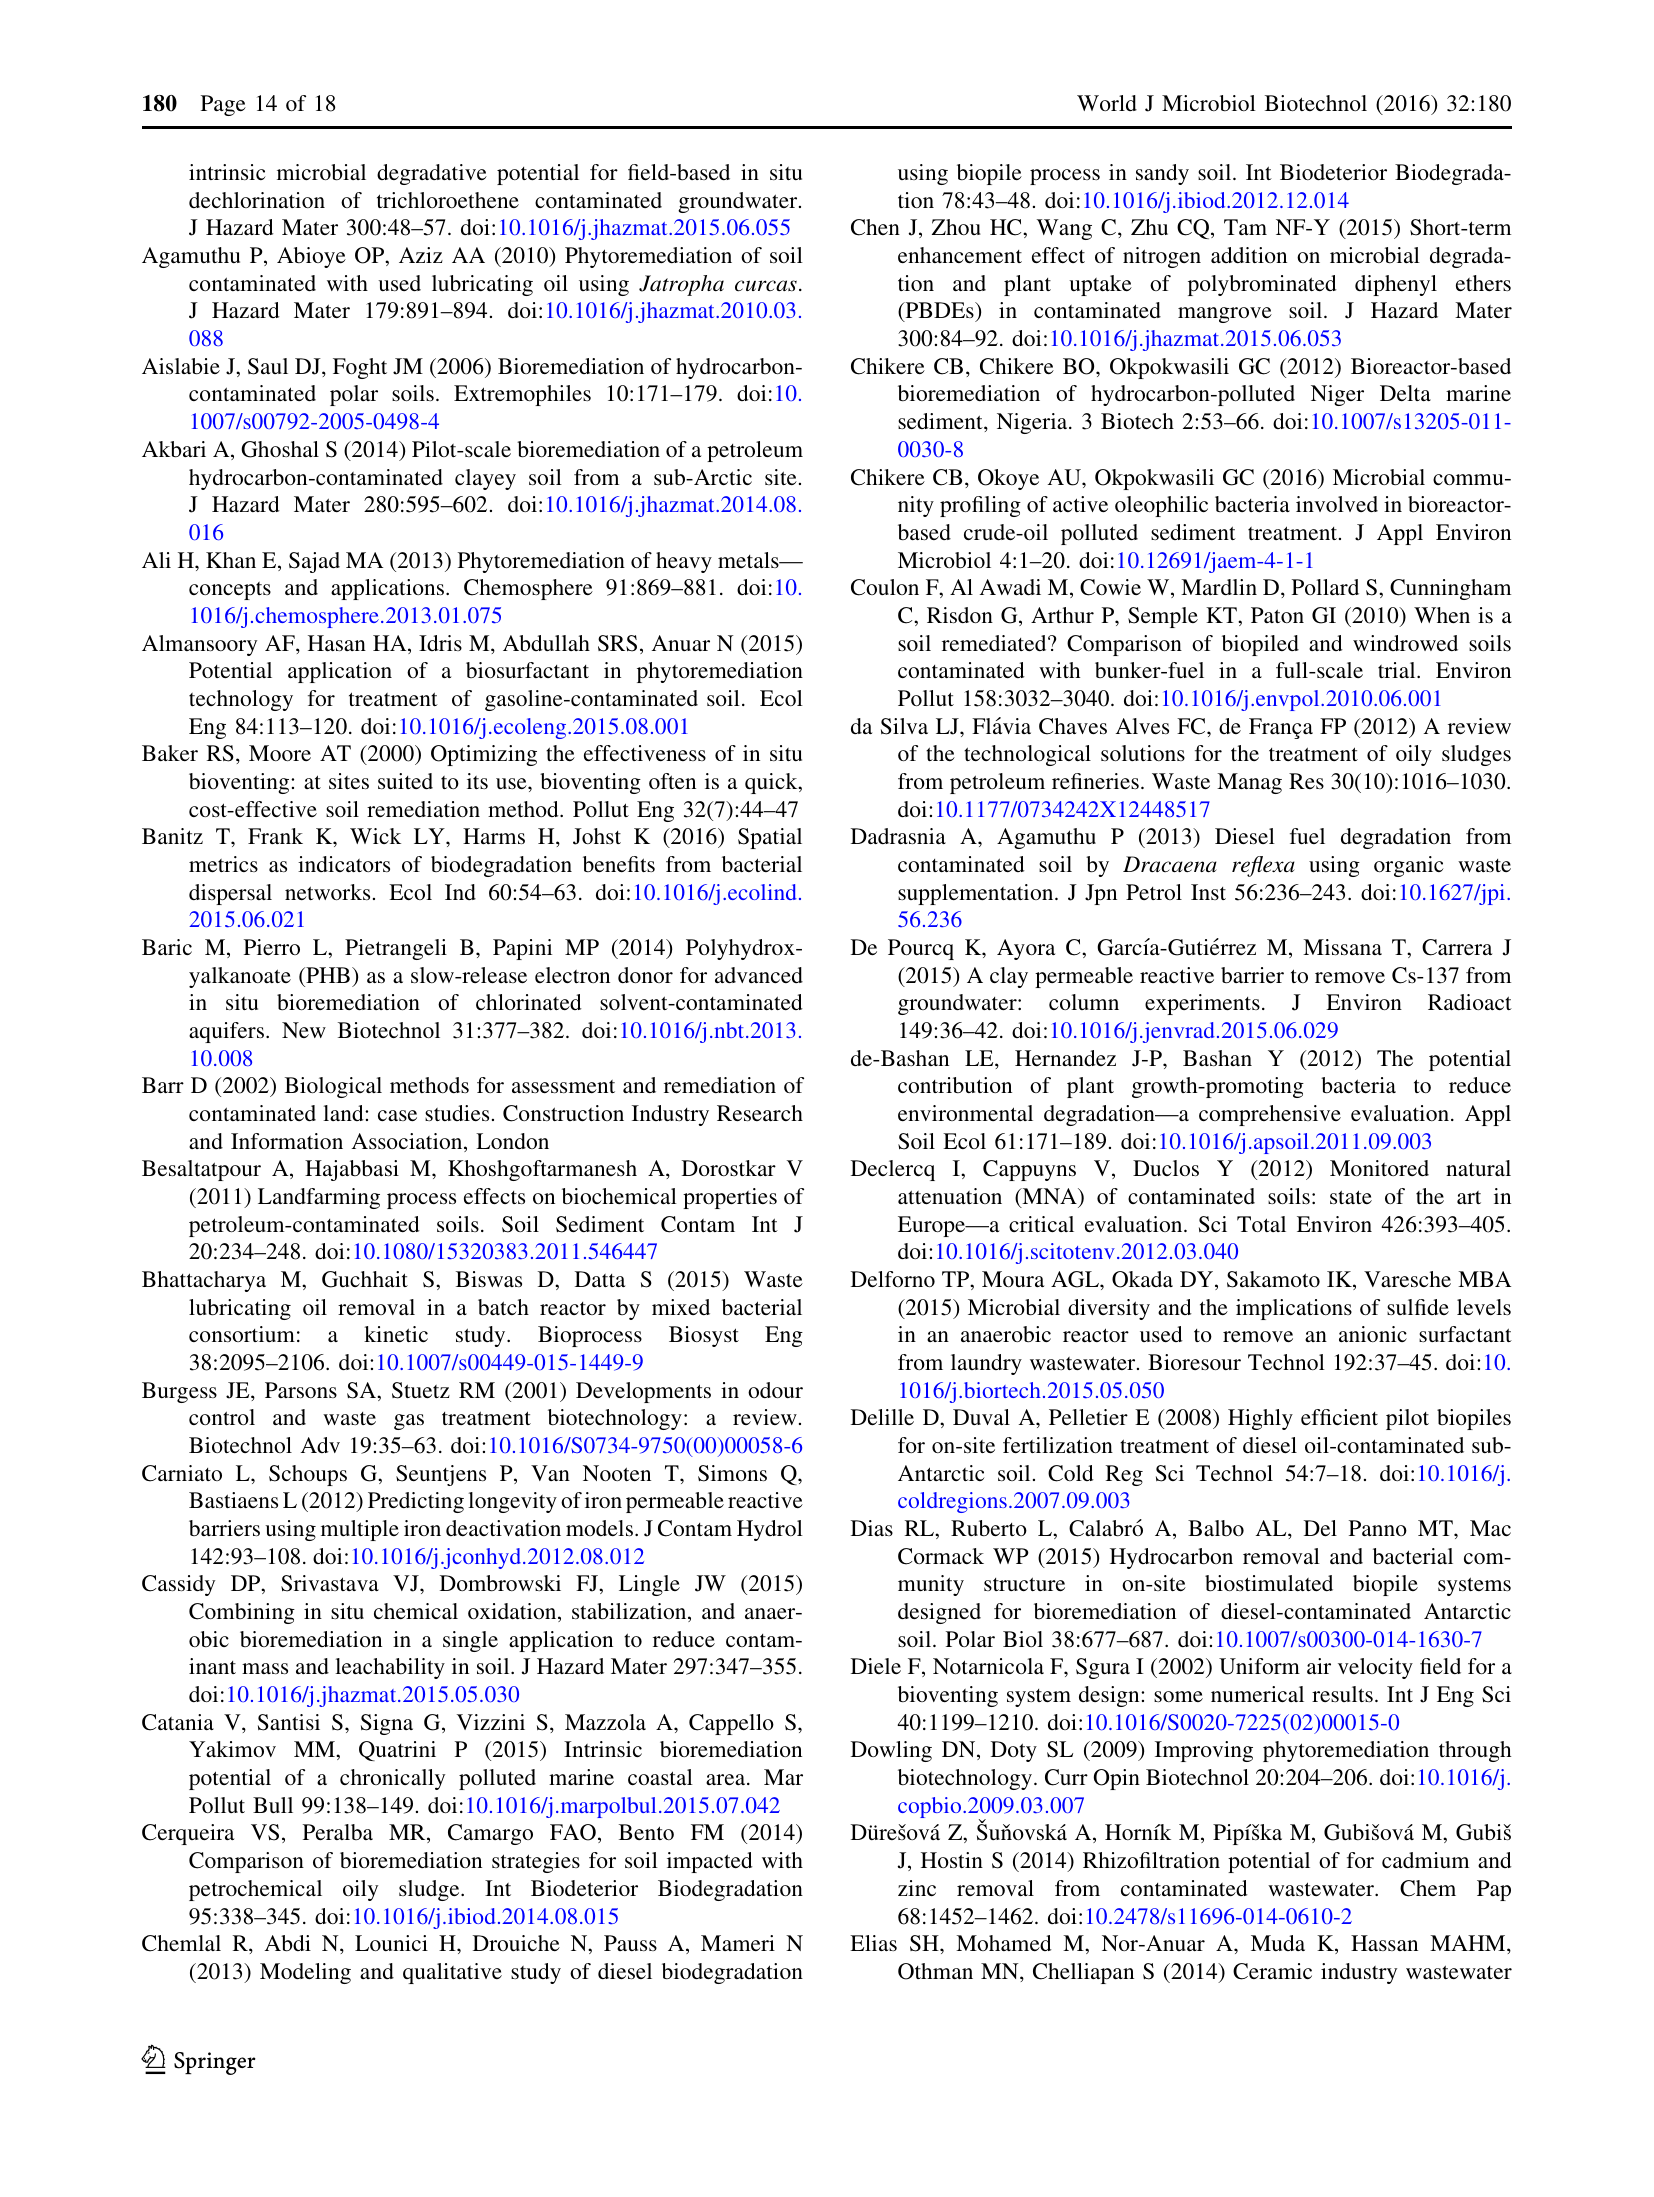 180 Page 14 of 18
World J Microbiol Biotechnol (2016) 32:180
intrinsic microbial degradative potential for field-based in situ
dechlorination of trichloroethene contaminated groundwater.
J Hazard Mater 300:48–57. doi:10.1016/j.jhazmat.2015.06.055
Agamuthu P, Abioye OP, Aziz AA (2010) Phytoremediation of soil
contaminated with used lubricating oil using Jatropha curcas.
J Hazard Mater 179:891–894. doi:10.1016/j.jhazmat.2010.03.
088
Aislabie J, Saul DJ, Foght JM (2006) Bioremediation of hydrocarbon-
contaminated polar soils. Extremophiles 10:171–179. doi:10.
1007/s00792-2005-0498-4
Akbari A, Ghoshal S (2014) Pilot-scale bioremediation of a petroleum
hydrocarbon-contaminated clayey soil from a sub-Arctic site.
J Hazard Mater 280:595–602. doi:10.1016/j.jhazmat.2014.08.
016
Ali H, Khan E, Sajad MA (2013) Phytoremediation of heavy metals—
concepts and applications. Chemosphere 91:869–881. doi:10.
1016/j.chemosphere.2013.01.075
Almansoory AF, Hasan HA, Idris M, Abdullah SRS, Anuar N (2015)
Potential application of a biosurfactant in phytoremediation
technology for treatment of gasoline-contaminated soil. Ecol
Eng 84:113–120. doi:10.1016/j.ecoleng.2015.08.001
Baker RS, Moore AT (2000) Optimizing the effectiveness of in situ
bioventing: at sites suited to its use, bioventing often is a quick,
cost-effective soil remediation method. Pollut Eng 32(7):44–47
Banitz T, Frank K, Wick LY, Harms H, Johst K (2016) Spatial
metrics as indicators of biodegradation benefits from bacterial
dispersal networks. Ecol Ind 60:54–63. doi:10.1016/j.ecolind.
2015.06.021
Baric M, Pierro L, Pietrangeli B, Papini MP (2014) Polyhydrox-
yalkanoate (PHB) as a slow-release electron donor for advanced
in situ bioremediation of chlorinated solvent-contaminated
aquifers. New Biotechnol 31:377–382. doi:10.1016/j.nbt.2013.
10.008
Barr D (2002) Biological methods for assessment and remediation of
contaminated land: case studies. Construction Industry Research
and Information Association, London
Besaltatpour A, Hajabbasi M, Khoshgoftarmanesh A, Dorostkar V
(2011) Landfarming process effects on biochemical properties of
petroleum-contaminated soils. Soil Sediment Contam Int J
20:234–248. doi:10.1080/15320383.2011.546447
Bhattacharya M, Guchhait S, Biswas D, Datta S (2015) Waste
lubricating oil removal in a batch reactor by mixed bacterial
consortium: a kinetic study. Bioprocess Biosyst Eng
38:2095–2106. doi:10.1007/s00449-015-1449-9
Burgess JE, Parsons SA, Stuetz RM (2001) Developments in odour
control and waste gas treatment biotechnology: a review.
Biotechnol Adv 19:35–63. doi:10.1016/S0734-9750(00)00058-6
Carniato L, Schoups G, Seuntjens P, Van Nooten T, Simons Q,
Bastiaens L (2012) Predicting longevity of iron permeable reactive
barriers using multiple iron deactivation models. J Contam Hydrol
142:93–108. doi:10.1016/j.jconhyd.2012.08.012
Cassidy DP, Srivastava VJ, Dombrowski FJ, Lingle JW (2015)
Combining in situ chemical oxidation, stabilization, and anaer-
obic bioremediation in a single application to reduce contam-
inant mass and leachability in soil. J Hazard Mater 297:347–355.
doi:10.1016/j.jhazmat.2015.05.030
Catania V, Santisi S, Signa G, Vizzini S, Mazzola A, Cappello S,
Yakimov MM, Quatrini P (2015) Intrinsic bioremediation
potential of a chronically polluted marine coastal area. Mar
Pollut Bull 99:138–149. doi:10.1016/j.marpolbul.2015.07.042
Cerqueira VS, Peralba MR, Camargo FAO, Bento FM (2014)
Comparison of bioremediation strategies for soil impacted with
petrochemical oily sludge. Int Biodeterior Biodegradation
95:338–345. doi:10.1016/j.ibiod.2014.08.015
Chemlal R, Abdi N, Lounici H, Drouiche N, Pauss A, Mameri N
(2013) Modeling and qualitative study of diesel biodegradation
using biopile process in sandy soil. Int Biodeterior Biodegrada-
tion 78:43–48. doi:10.1016/j.ibiod.2012.12.014
Chen J, Zhou HC, Wang C, Zhu CQ, Tam NF-Y (2015) Short-term
enhancement effect of nitrogen addition on microbial degrada-
tion and plant uptake of polybrominated diphenyl ethers
(PBDEs) in contaminated mangrove soil. J Hazard Mater
300:84–92. doi:10.1016/j.jhazmat.2015.06.053
Chikere CB, Chikere BO, Okpokwasili GC (2012) Bioreactor-based
bioremediation of hydrocarbon-polluted Niger Delta marine
sediment, Nigeria. 3 Biotech 2:53–66. doi:10.1007/s13205-011-
0030-8
Chikere CB, Okoye AU, Okpokwasili GC (2016) Microbial commu-
nity profiling of active oleophilic bacteria involved in bioreactor-
based crude-oil polluted sediment treatment. J Appl Environ
Microbiol 4:1–20. doi:10.12691/jaem-4-1-1
Coulon F, Al Awadi M, Cowie W, Mardlin D, Pollard S, Cunningham
C, Risdon G, Arthur P, Semple KT, Paton GI (2010) When is a
soil remediated? Comparison of biopiled and windrowed soils
contaminated with bunker-fuel in a full-scale trial. Environ
Pollut 158:3032–3040. doi:10.1016/j.envpol.2010.06.001
da Silva LJ, Flávia Chaves Alves FC, de França FP (2012) A review
of the technological solutions for the treatment of oily sludges
from petroleum refineries. Waste Manag Res 30(10):1016–1030.
doi:10.1177/0734242X12448517
Dadrasnia A, Agamuthu P (2013) Diesel fuel degradation from
contaminated soil by Dracaena reflexa using organic waste
supplementation. J Jpn Petrol Inst 56:236–243. doi:10.1627/jpi.
56.236
De Pourcq K, Ayora C, García-Gutiérrez M, Missana T, Carrera J
(2015) A clay permeable reactive barrier to remove Cs-137 from
groundwater: column experiments. J Environ Radioact
149:36–42. doi:10.1016/j.jenvrad.2015.06.029
de-Bashan LE, Hernandez J-P, Bashan Y (2012) The potential
contribution of plant growth-promoting bacteria to reduce
environmental degradation—a comprehensive evaluation. Appl
Soil Ecol 61:171–189. doi:10.1016/j.apsoil.2011.09.003
Declercq I, Cappuyns V, Duclos Y (2012) Monitored natural
attenuation (MNA) of contaminated soils: state of the art in
Europe—a critical evaluation. Sci Total Environ 426:393–405.
doi:10.1016/j.scitotenv.2012.03.040
Delforno TP, Moura AGL, Okada DY, Sakamoto IK, Varesche MBA
(2015) Microbial diversity and the implications of sulfide levels
in an anaerobic reactor used to remove an anionic surfactant
from laundry wastewater. Bioresour Technol 192:37–45. doi:10.
1016/j.biortech.2015.05.050
Delille D, Duval A, Pelletier E (2008) Highly efficient pilot biopiles
for on-site fertilization treatment of diesel oil-contaminated sub-
Antarctic soil. Cold Reg Sci Technol 54:7–18. doi:10.1016/j.
coldregions.2007.09.003
Dias RL, Ruberto L, Calabró A, Balbo AL, Del Panno MT, Mac
Cormack WP (2015) Hydrocarbon removal and bacterial com-
munity structure in on-site biostimulated biopile systems
designed for bioremediation of diesel-contaminated Antarctic
soil. Polar Biol 38:677–687. doi:10.1007/s00300-014-1630-7
Diele F, Notarnicola F, Sgura I (2002) Uniform air velocity field for a
bioventing system design: some numerical results. Int J Eng Sci
40:1199–1210. doi:10.1016/S0020-7225(02)00015-0
Dowling DN, Doty SL (2009) Improving phytoremediation through
biotechnology. Curr Opin Biotechnol 20:204–206. doi:10.1016/j.
copbio.2009.03.007
Dürešová Z, Šuňovská A, Horník M, Pipíška M, Gubišová M, Gubiš
J, Hostin S (2014) Rhizofiltration potential of for cadmium and
zinc removal from contaminated wastewater. Chem Pap
68:1452–1462. doi:10.2478/s11696-014-0610-2
Elias SH, Mohamed M, Nor-Anuar A, Muda K, Hassan MAHM,
Othman MN, Chelliapan S (2014) Ceramic industry wastewater
Springer